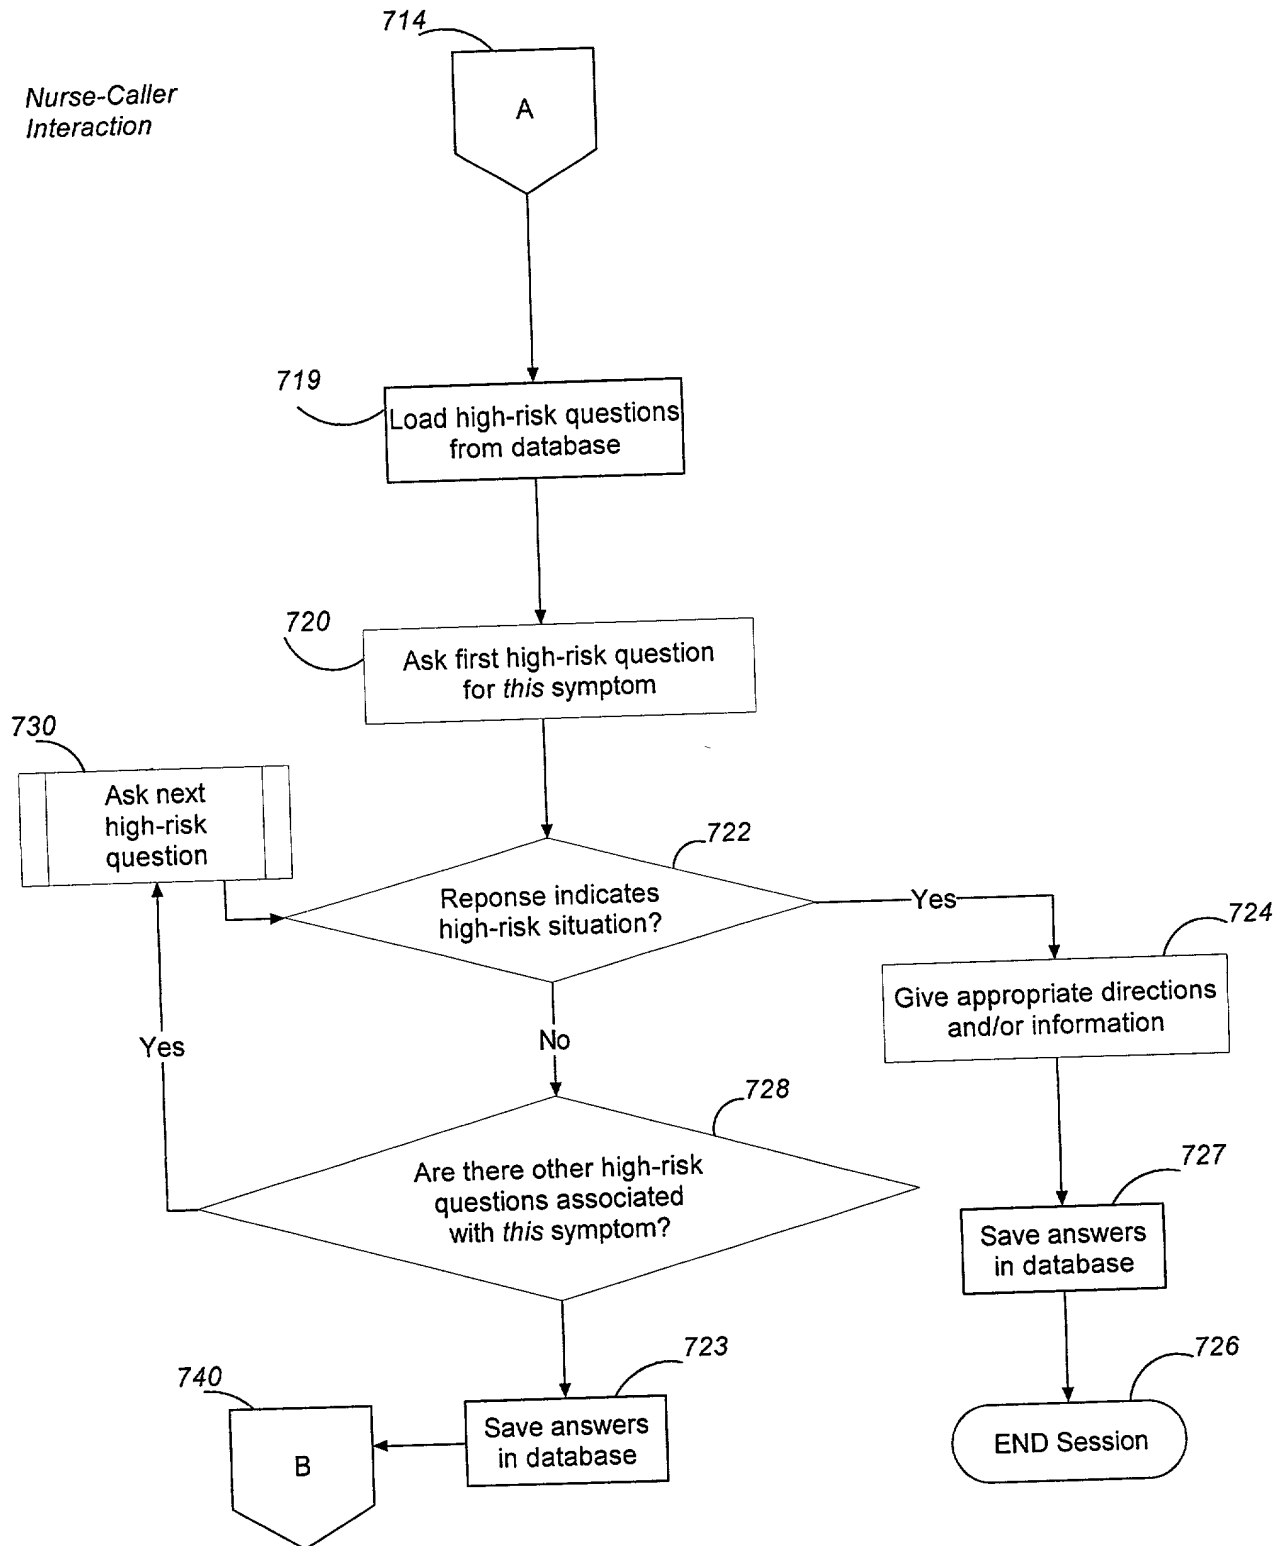 714
Nurse-Caller
Interaction
A
719
Load high-risk questions
from database
720
Ask first high-risk question
for this symptom
730
Ask next
high-risk
question
722
Reponse indicates
high-risk situation?
Yes
724
Give appropriate directions
and/or information
No
Yes
728
Are there other high-risk
questions associated
with this symptom?
727
Save answers
in database
723
Save answers
in database
740
B
726
END Session